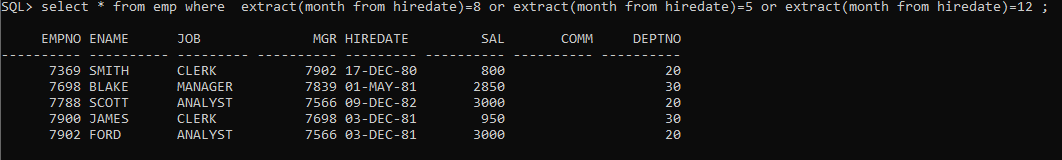 SQL> select * from emp where  extract(month from hiredate)=8 or extract(month from hiredate)=5 or extract(month from hiredate)=12 ;
     EMPNO ENAME      JOB              MGR HIREDATE         SAL       COMM     DEPTNO
---------- ---------- --------- ---------- --------- ---------- ---------- ----------
      7369 SMITH      CLERK           7902 17-DEC-80        800                    20
      7698 BLAKE      MANAGER         7839 01-MAY-81       2850                    30
      7788 SCOTT      ANALYST         7566 09-DEC-82       3000                    20
      7900 JAMES      CLERK           7698 03-DEC-81        950                    30
      7902 FORD       ANALYST         7566 03-DEC-81       3000                    20